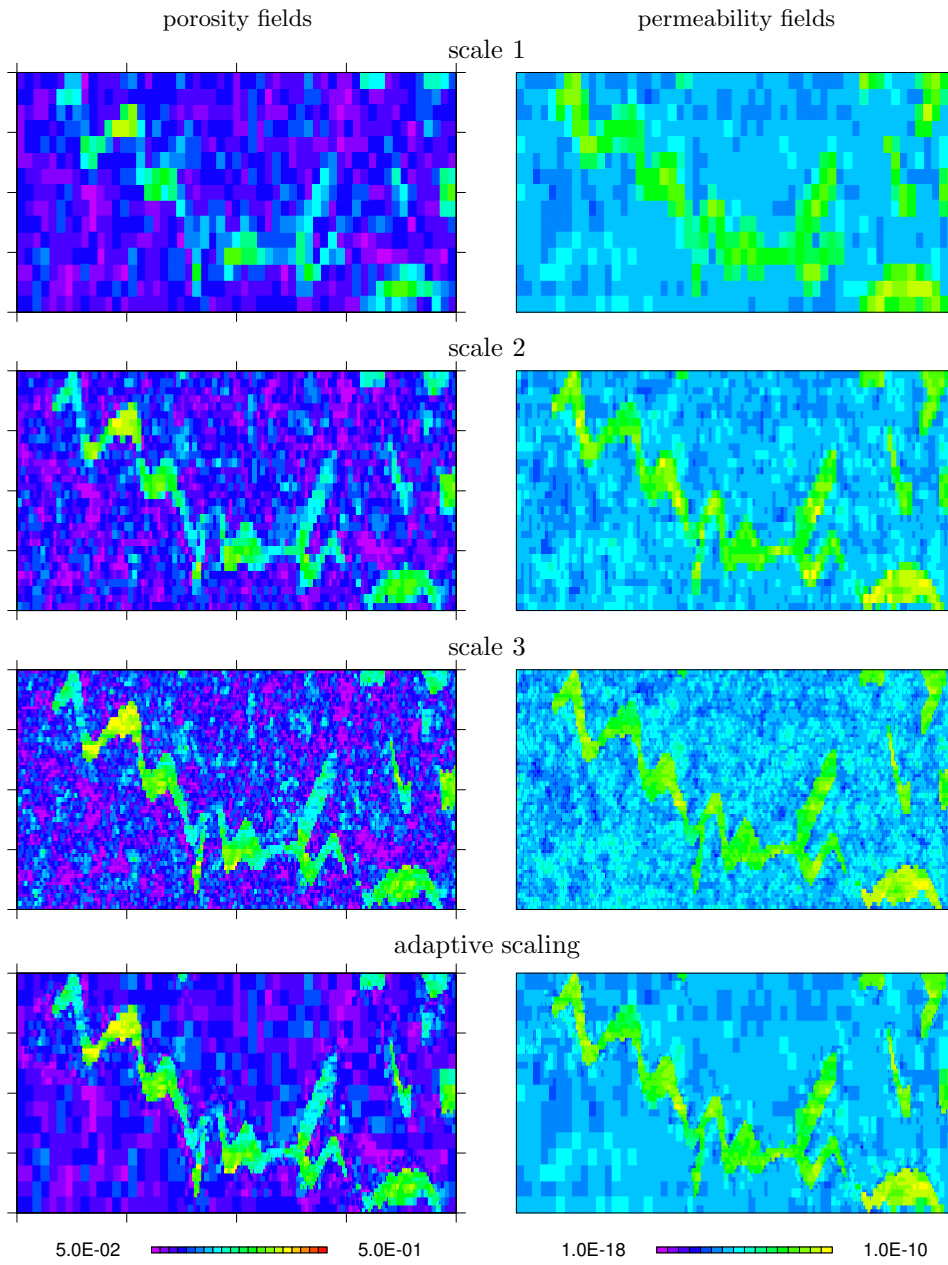 porosity fields
permeability fields
scale 1
scale 2
scale 3
adaptive scaling
5.0E-02
5.0E-01
1.0E-18
1.0E-10